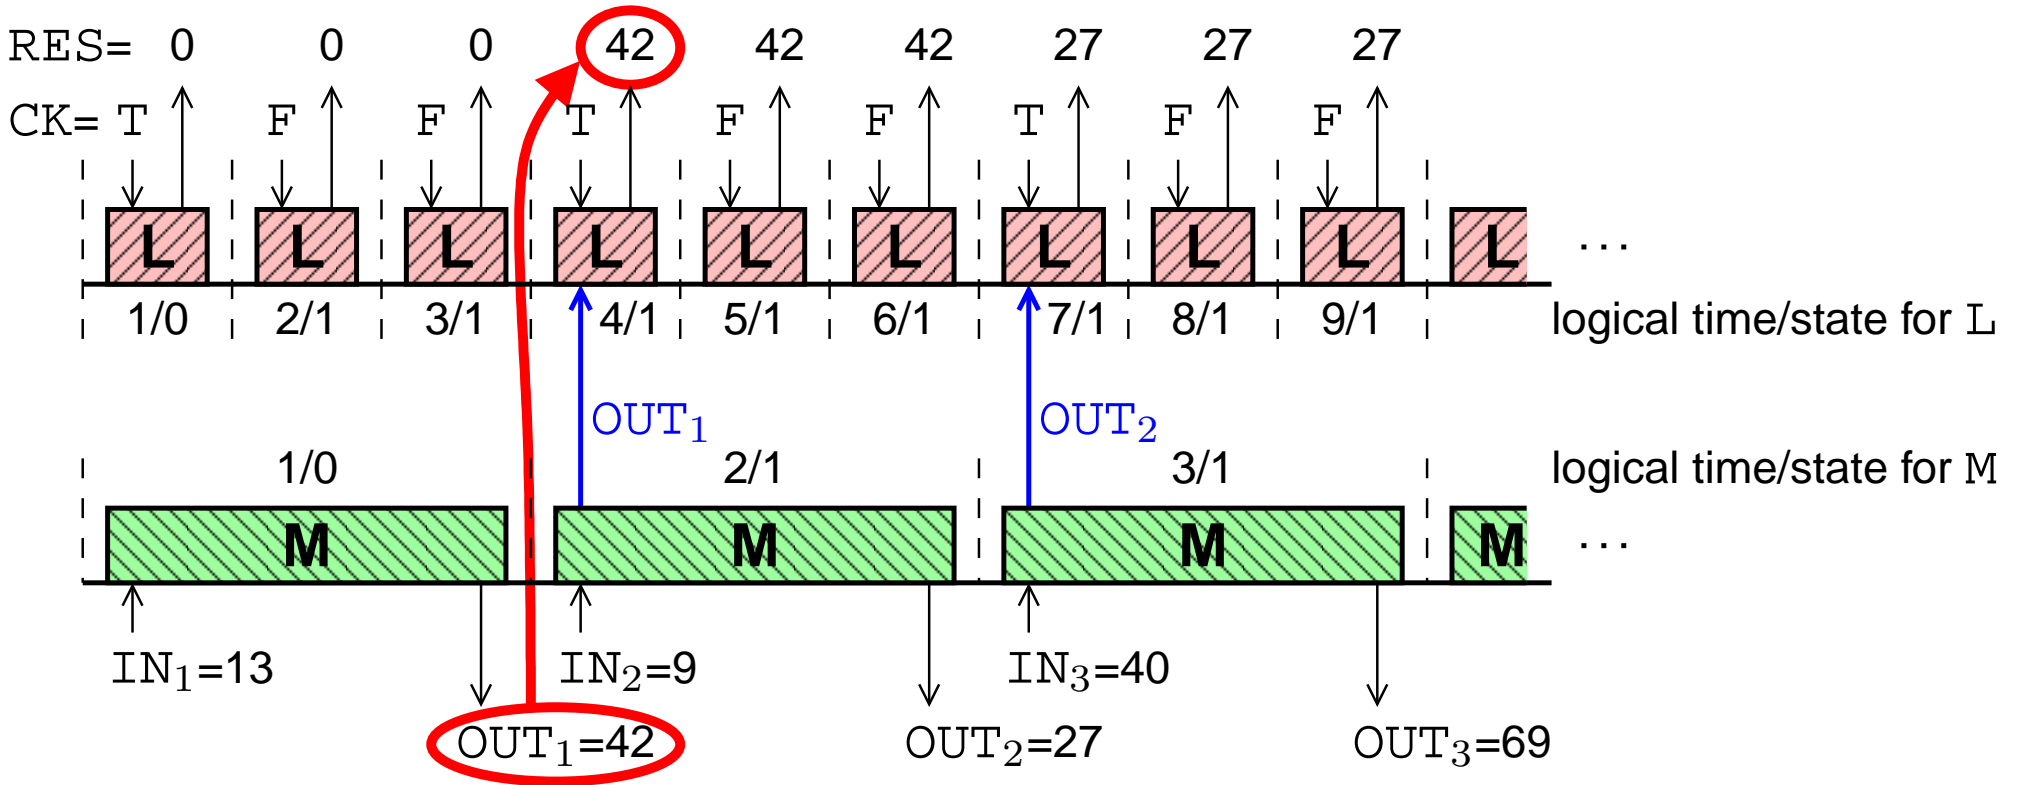 RES= 0 0 0 42 42 42 27 27 27
CK= T F F T F F T F F
L L L L L L L L L L ...
1/0 2/1 3/1 4/1 5/1 6/1 7/1 8/1 9/1 logical time/state for L
OUT₁ OUT₂
1/0 2/1 3/1 logical time/state for M
M M M M ...
IN₁=13 IN₂=9 IN₃=40
OUT₁=42 OUT₂=27 OUT₃=69